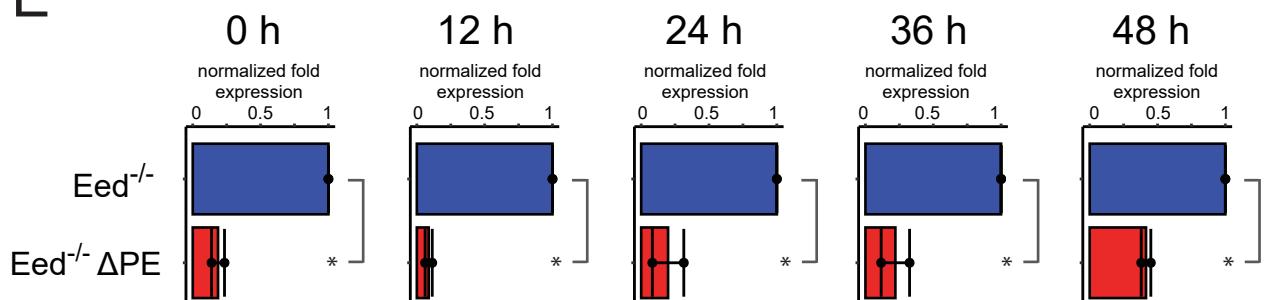 E
0 h 12 h 24 h 36 h 48 h
normalized fold normalized fold normalized fold normalized fold normalized fold
expression expression expression expression expression
0 0.5 1 0 0.5 1 0 0.5 1 0 0.5 1 0 0.5 1
Eed-/-
Eed-/- ΔPE * * * * *